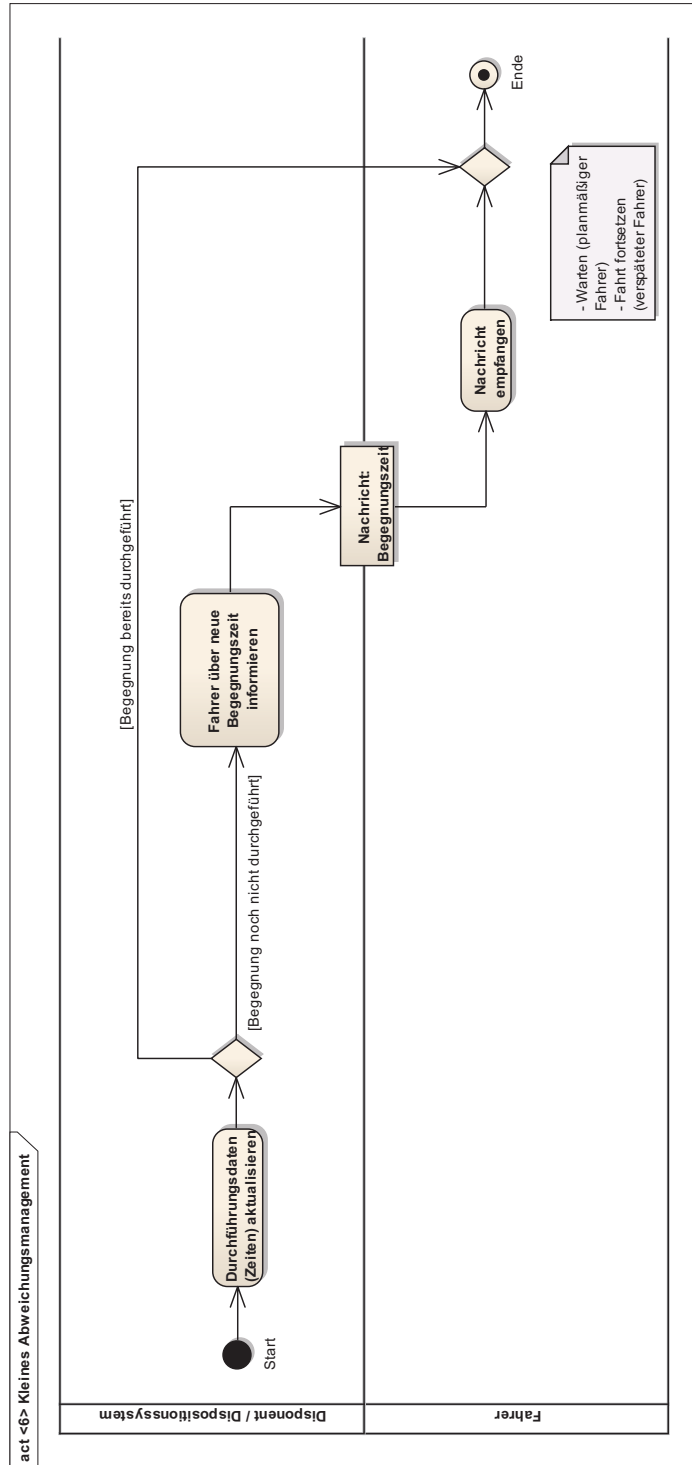 act <6> Kleines Abweichungsmanagement
Disponent / Dispositionssystem
Fahrer
Start
Durchführungsdaten
(Zeiten) aktualisieren
[Begegnung noch nicht durchgeführt]
[Begegnung bereits durchgeführt]
Fahrer über neue
Begegnungszeit
informieren
Nachricht:
Begegnungszeit
Nachricht
empfangen
- Warten (planmäßiger
Fahrer)
- Fahrt fortsetzen
(verspäteter Fahrer)
Ende